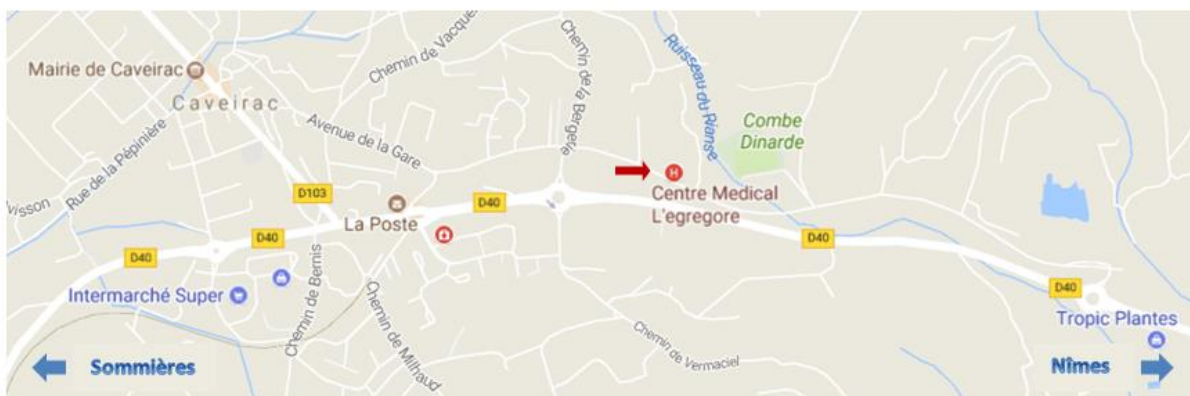 Mairie de Caveirac
Caveirac
Chemin de Vacque
Chemin de la Bergerie
Ruisseau du Rianse
Combe
Dinarde
Avenue de la Gare
Rue de la Pépinière
visson
D103
La Poste
D40
Centre Medical
L'egregore
D40
D40
D40
D40
Intermarché Super
Chemin de Bernis
Chemin de Milhaud
Chemin de Vermaciel
Tropic Plantes
Sommières
Nîmes